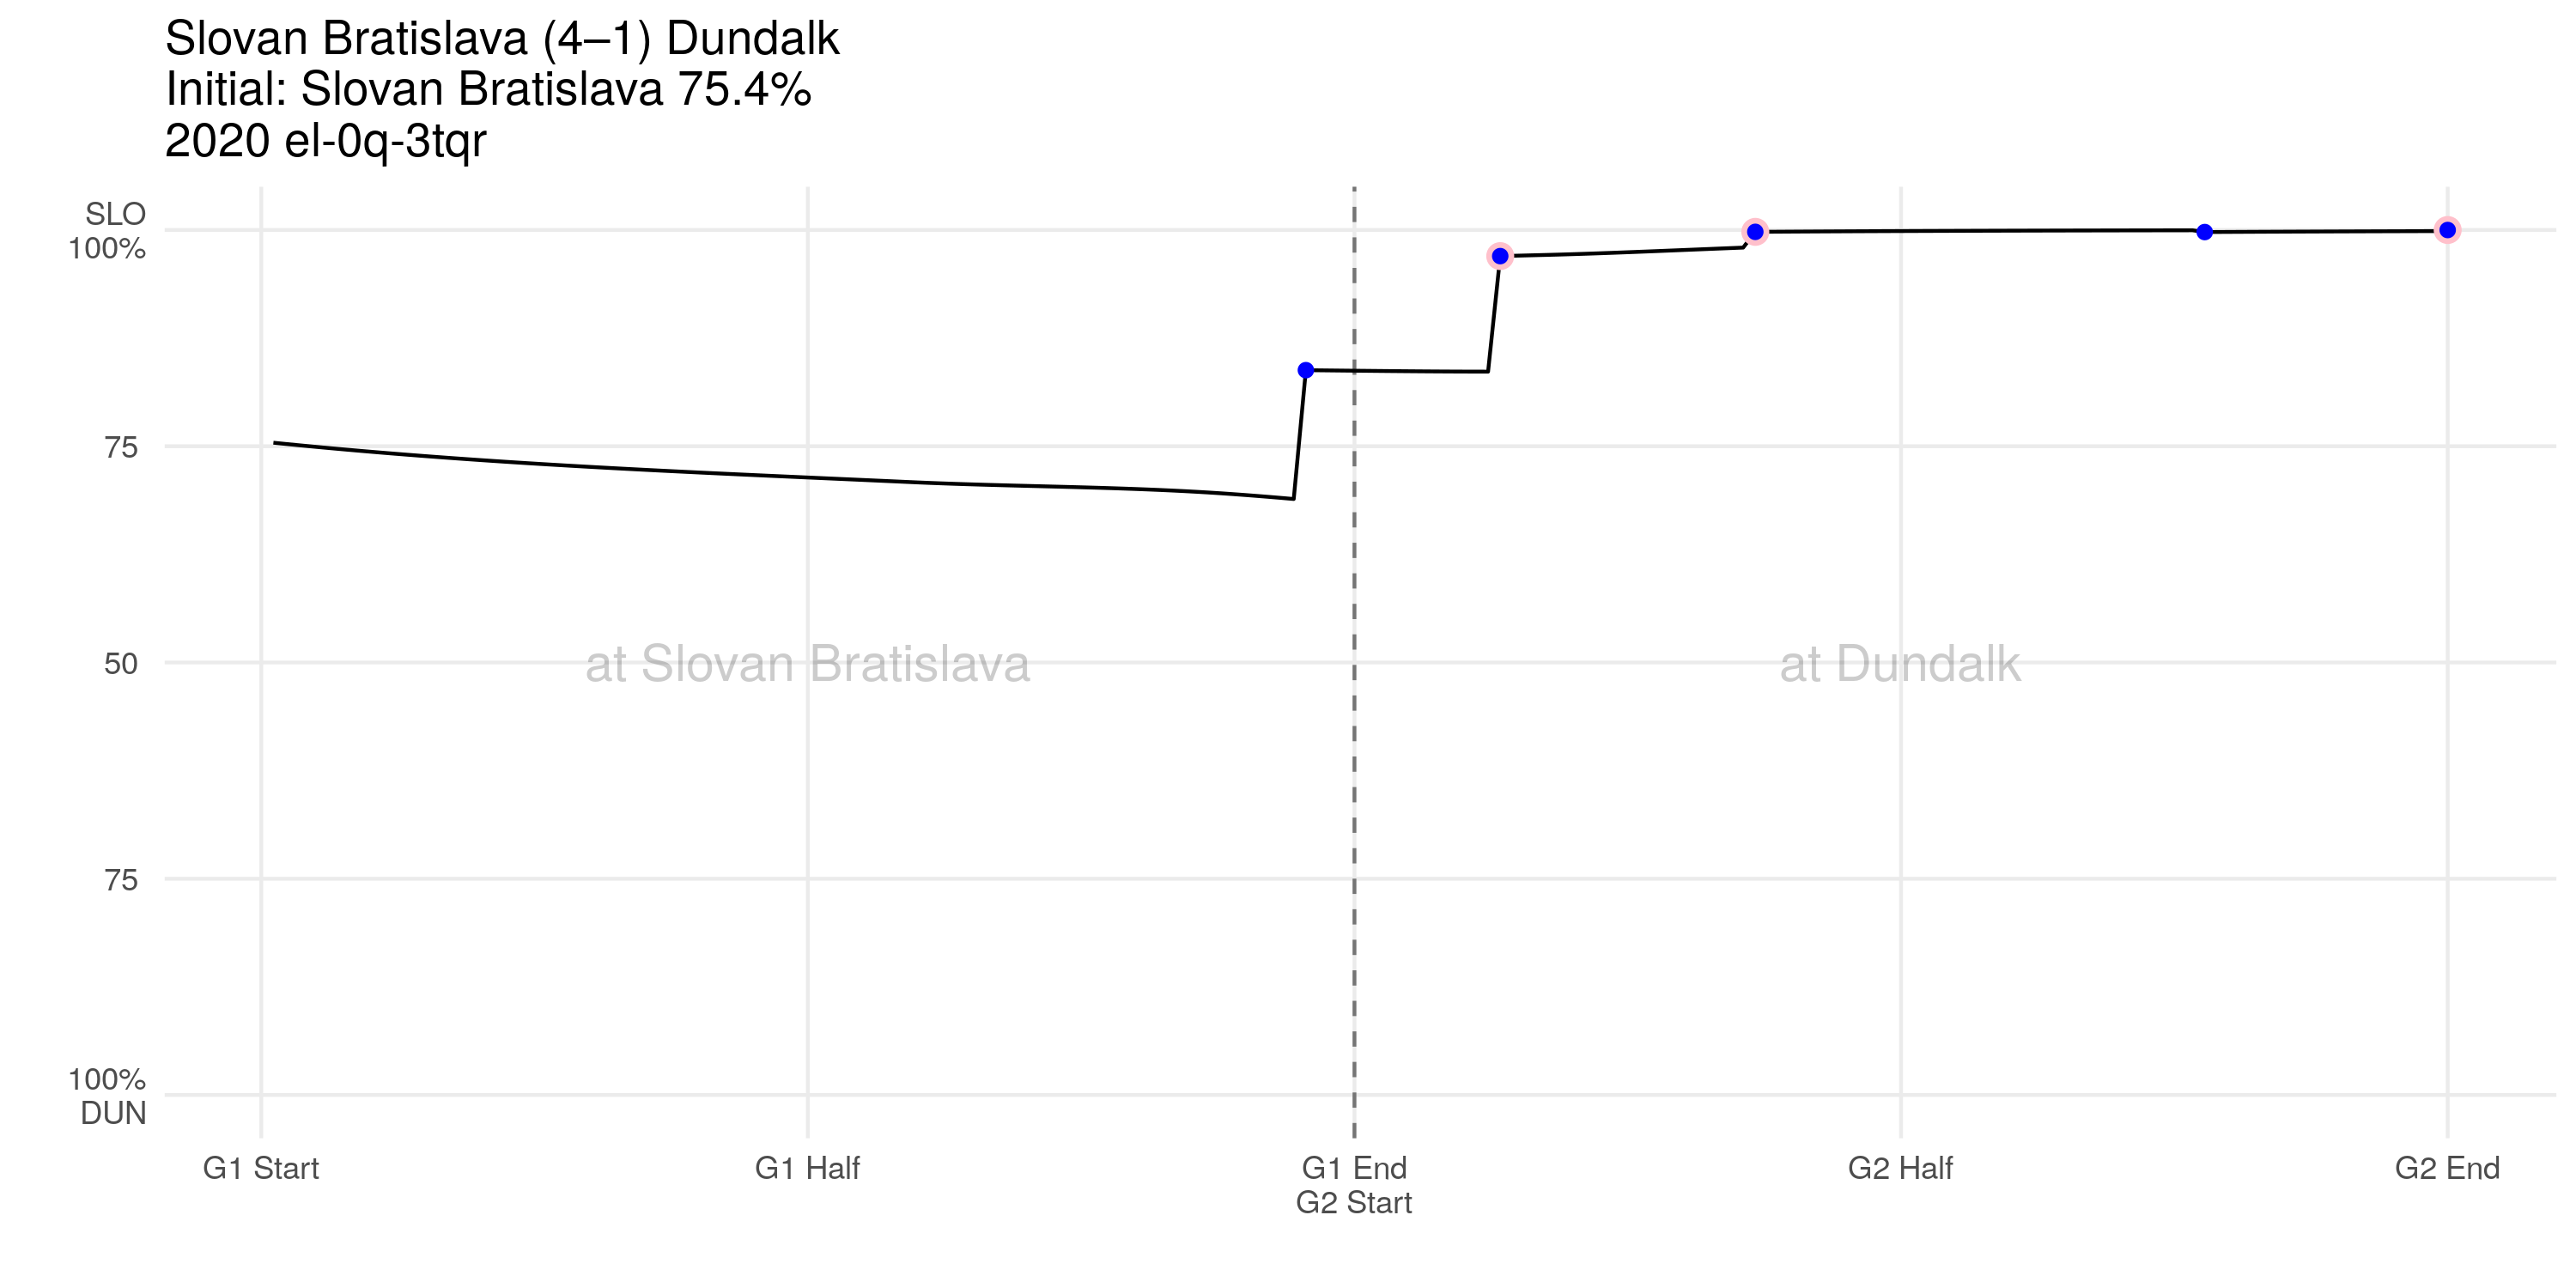 Slovan Bratislava (4–1) Dundalk
Initial: Slovan Bratislava 75.4%
2020 el-0q-3tqr
SLO
100%
75
50
75
100%
DUN
at Slovan Bratislava
at Dundalk
G1 Start
G1 Half
G1 End
G2 Start
G2 Half
G2 End